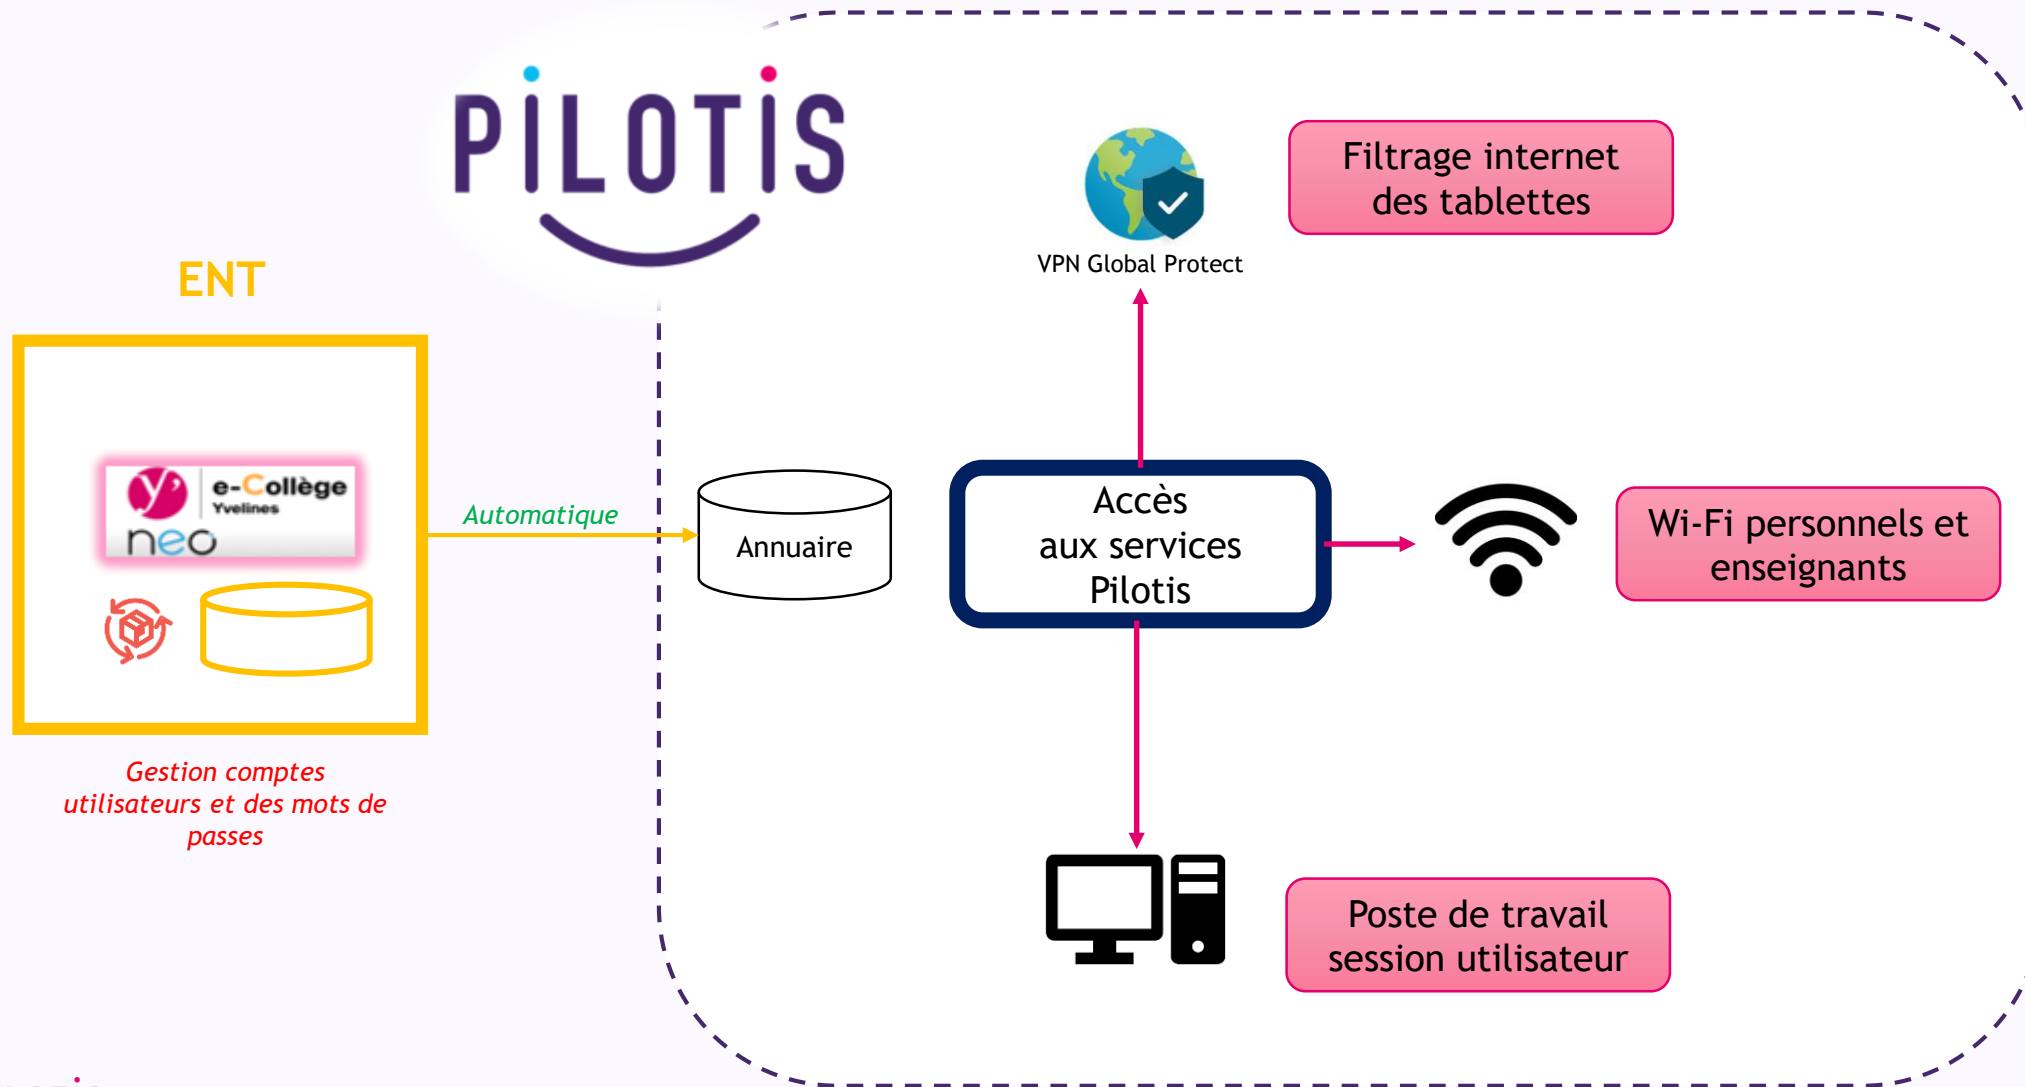 PiLOTiS
ENT
y' e-Collège
Yvelines
neo
Gestion comptes
utilisateurs et des mots de
passes
Automatique
Annuaire
Accès
aux services
Pilotis
VPN Global Protect
Filtrage internet
des tablettes
Wi-Fi personnels et
enseignants
Poste de travail
session utilisateur